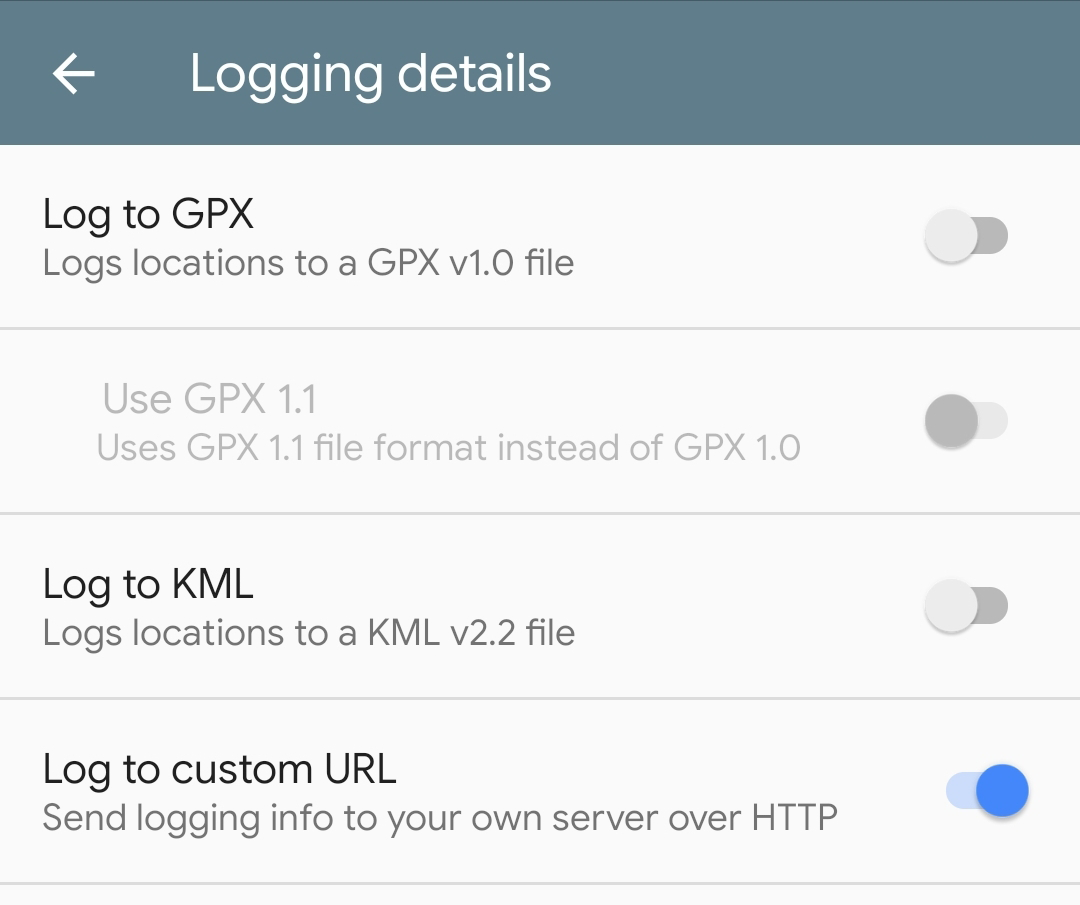 Logging details
Log to GPX
Logs locations to a GPX v1.0 file
Use GPX 1.1
Uses GPX 1.1 file format instead of GPX 1.0
Log to KML
Logs locations to a KML v2.2 file
Log to custom URL
Send logging info to your own server over HTTP